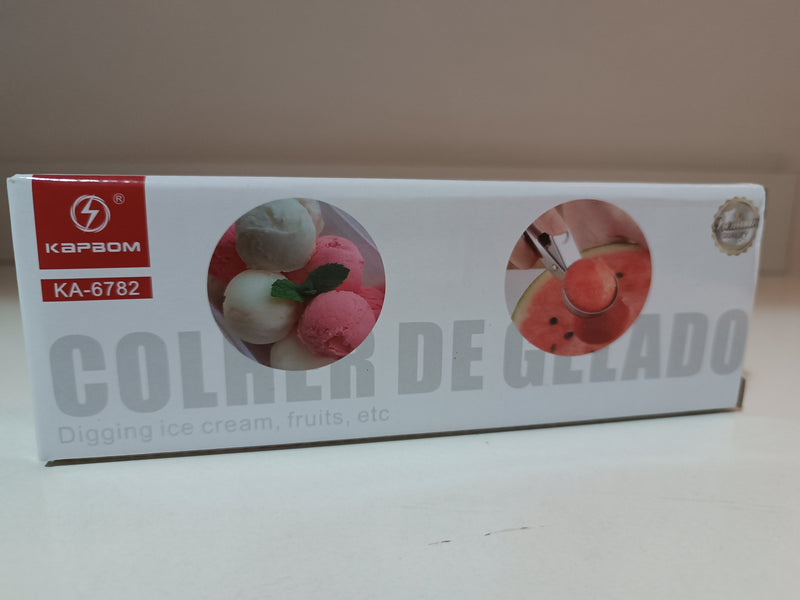 ®
KAPBOM
KA-6782
COLHER DE GELADO
Digging ice cream, fruits, etc